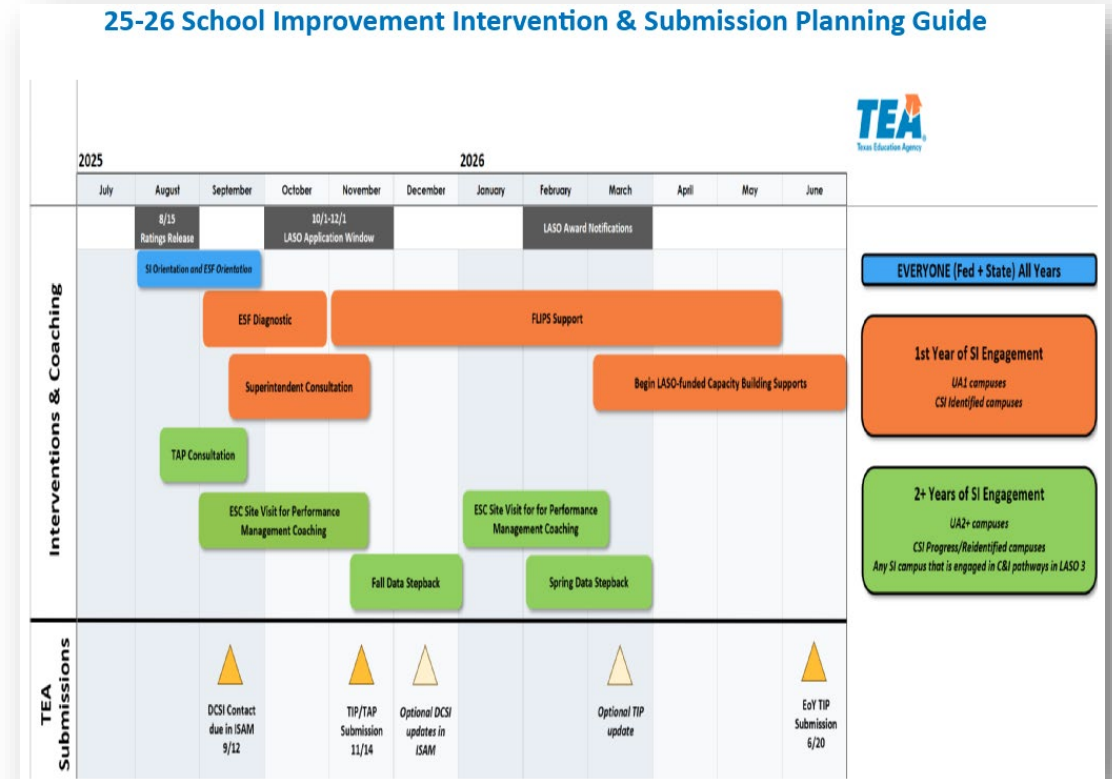 25-26 School Improvement Intervention & Submission Planning Guide
TEA
Texas Education Agency
2025
2026
July
August
September
October
November
December
January
February
March
April
May
June
Interventions & Coaching
8/15
Ratings Release
10/1-12/1
LASO Application Window
LASO Award Notifications
SI Orientation and ESF Orientation
ESF Diagnostic
FLIPS Support
Superintendent Consultation
Begin LASO-funded Capacity Building Supports
TAP Consultation
ESC Site Visit for Performance
Management Coaching
ESC Site Visit for for Performance
Management Coaching
Fall Data Stepback
Spring Data Stepback
EVERYONE (Fed + State) All Years
1st Year of SI Engagement
UA1 campuses
CSI Identified campuses
2+ Years of SI Engagement
UA2+ campuses
CSI Progress/Reidentified campuses
Any SI campus that is engaged in C&I pathways in LASO 3
TEA
Submissions
DCSI Contact
due in ISAM
9/12
TIP/TAP
Submission
11/14
Optional DCSI
updates in
ISAM
Optional TIP
update
EoY TIP
Submission
6/20